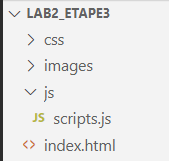 LAB2_ETAPE3
css
images
js
JS scripts.js
<> index.html